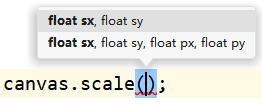 float sx, float sy
float sx, float sy, float px, float py
canvas.scale();